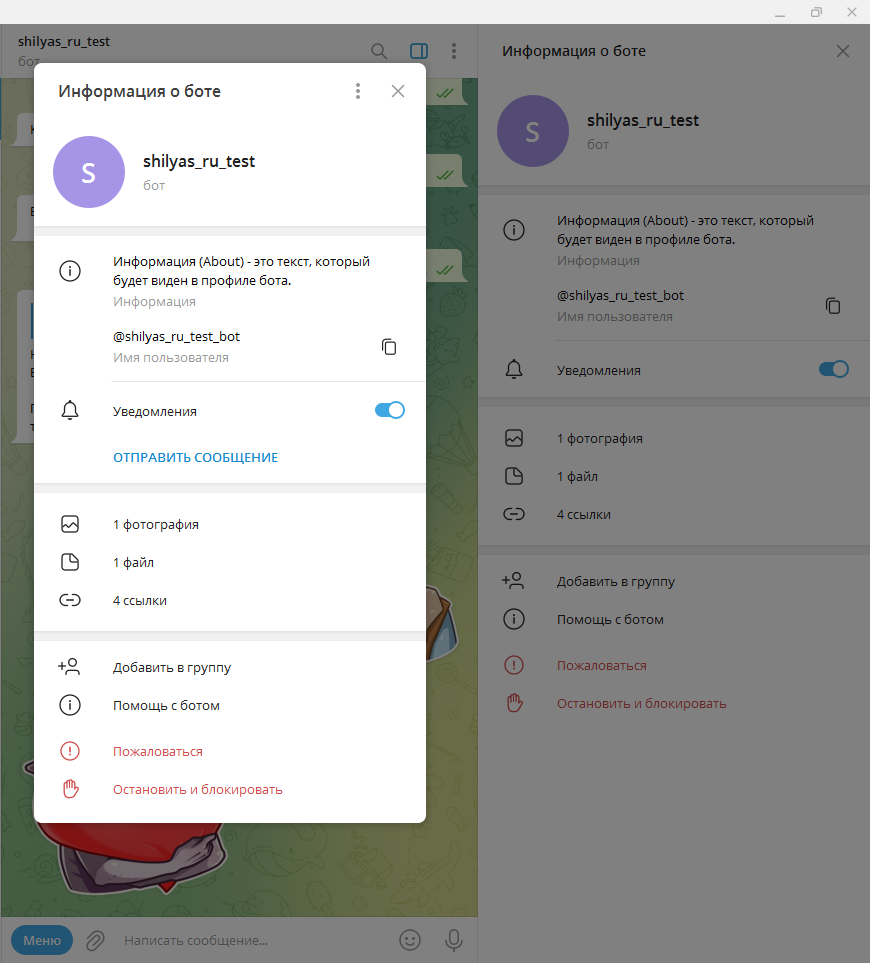 shilyas_ru_test
бот
Информация о боте
S
shilyas_ru_test
бот
Информация (About) - это текст, который
будет виден в профиле бота.
Информация
@shilyas_ru_test_bot
Имя пользователя
Уведомления
ОТПРАВИТЬ СООБЩЕНИЕ
1 фотография
1 файл
4 ссылки
Добавить в группу
Помощь с ботом
Пожаловаться
Остановить и блокировать
Меню
Написать сообщение...
Информация о боте
S
shilyas_ru_test
бот
Информация (About) - это текст, который
будет виден в профиле бота.
Информация
@shilyas_ru_test_bot
Имя пользователя
Уведомления
1 фотография
1 файл
4 ссылки
Добавить в группу
Помощь с ботом
Пожаловаться
Остановить и блокировать